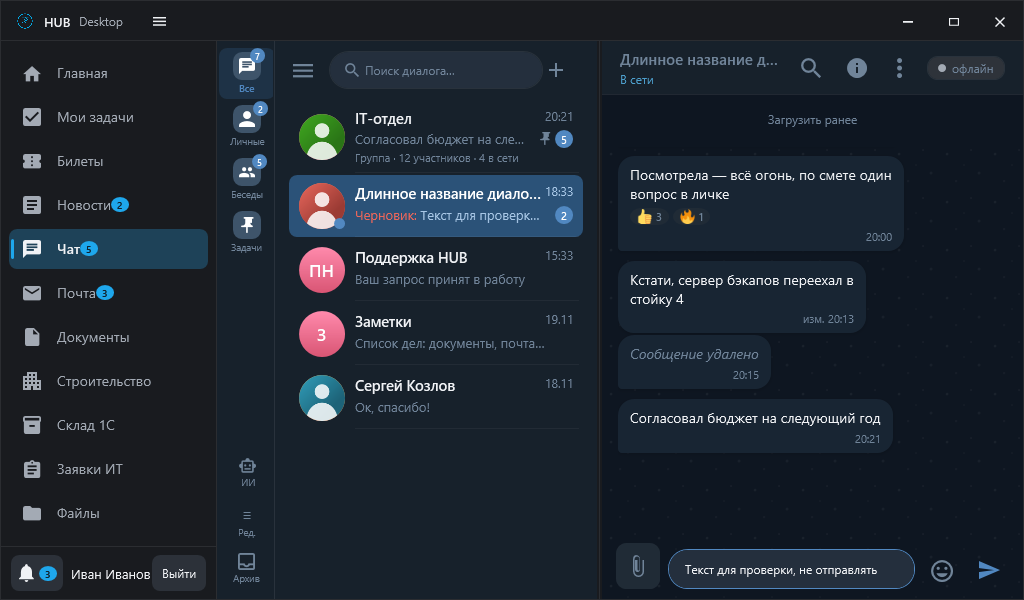 HUB Desktop
Главная
Мои задачи
Билеты
Новости 2
Чат 5
Почта 3
Документы
Строительство
Склад 1С
Заявки ИТ
Файлы
3
Иван Иванов
Выйти
7
Все
2
Личные
5
Беседы
Задачи
ИИ
Ред.
Архив
Поиск диалога...
IT-отдел 20:21
Согласовал бюджет на сле... 5
Группа · 12 участников · 4 в сети
Длинное название диало... 18:33
Черновик: Текст для проверк... 2
ПН
Поддержка HUB 15:33
Ваш запрос принят в работу
З
Заметки 19.11
Список дел: документы, почта...
Сергей Козлов 18.11
Ок, спасибо!
Длинное название д...
В сети
офлайн
Загрузить ранее
Посмотрела — всё огонь, по смете один
вопрос в личке
👍 3 🔥 1
20:00
Кстати, сервер бэкапов переехал в
стойку 4
изм. 20:13
Сообщение удалено
20:15
Согласовал бюджет на следующий год
20:21
Текст для проверки, не отправлять